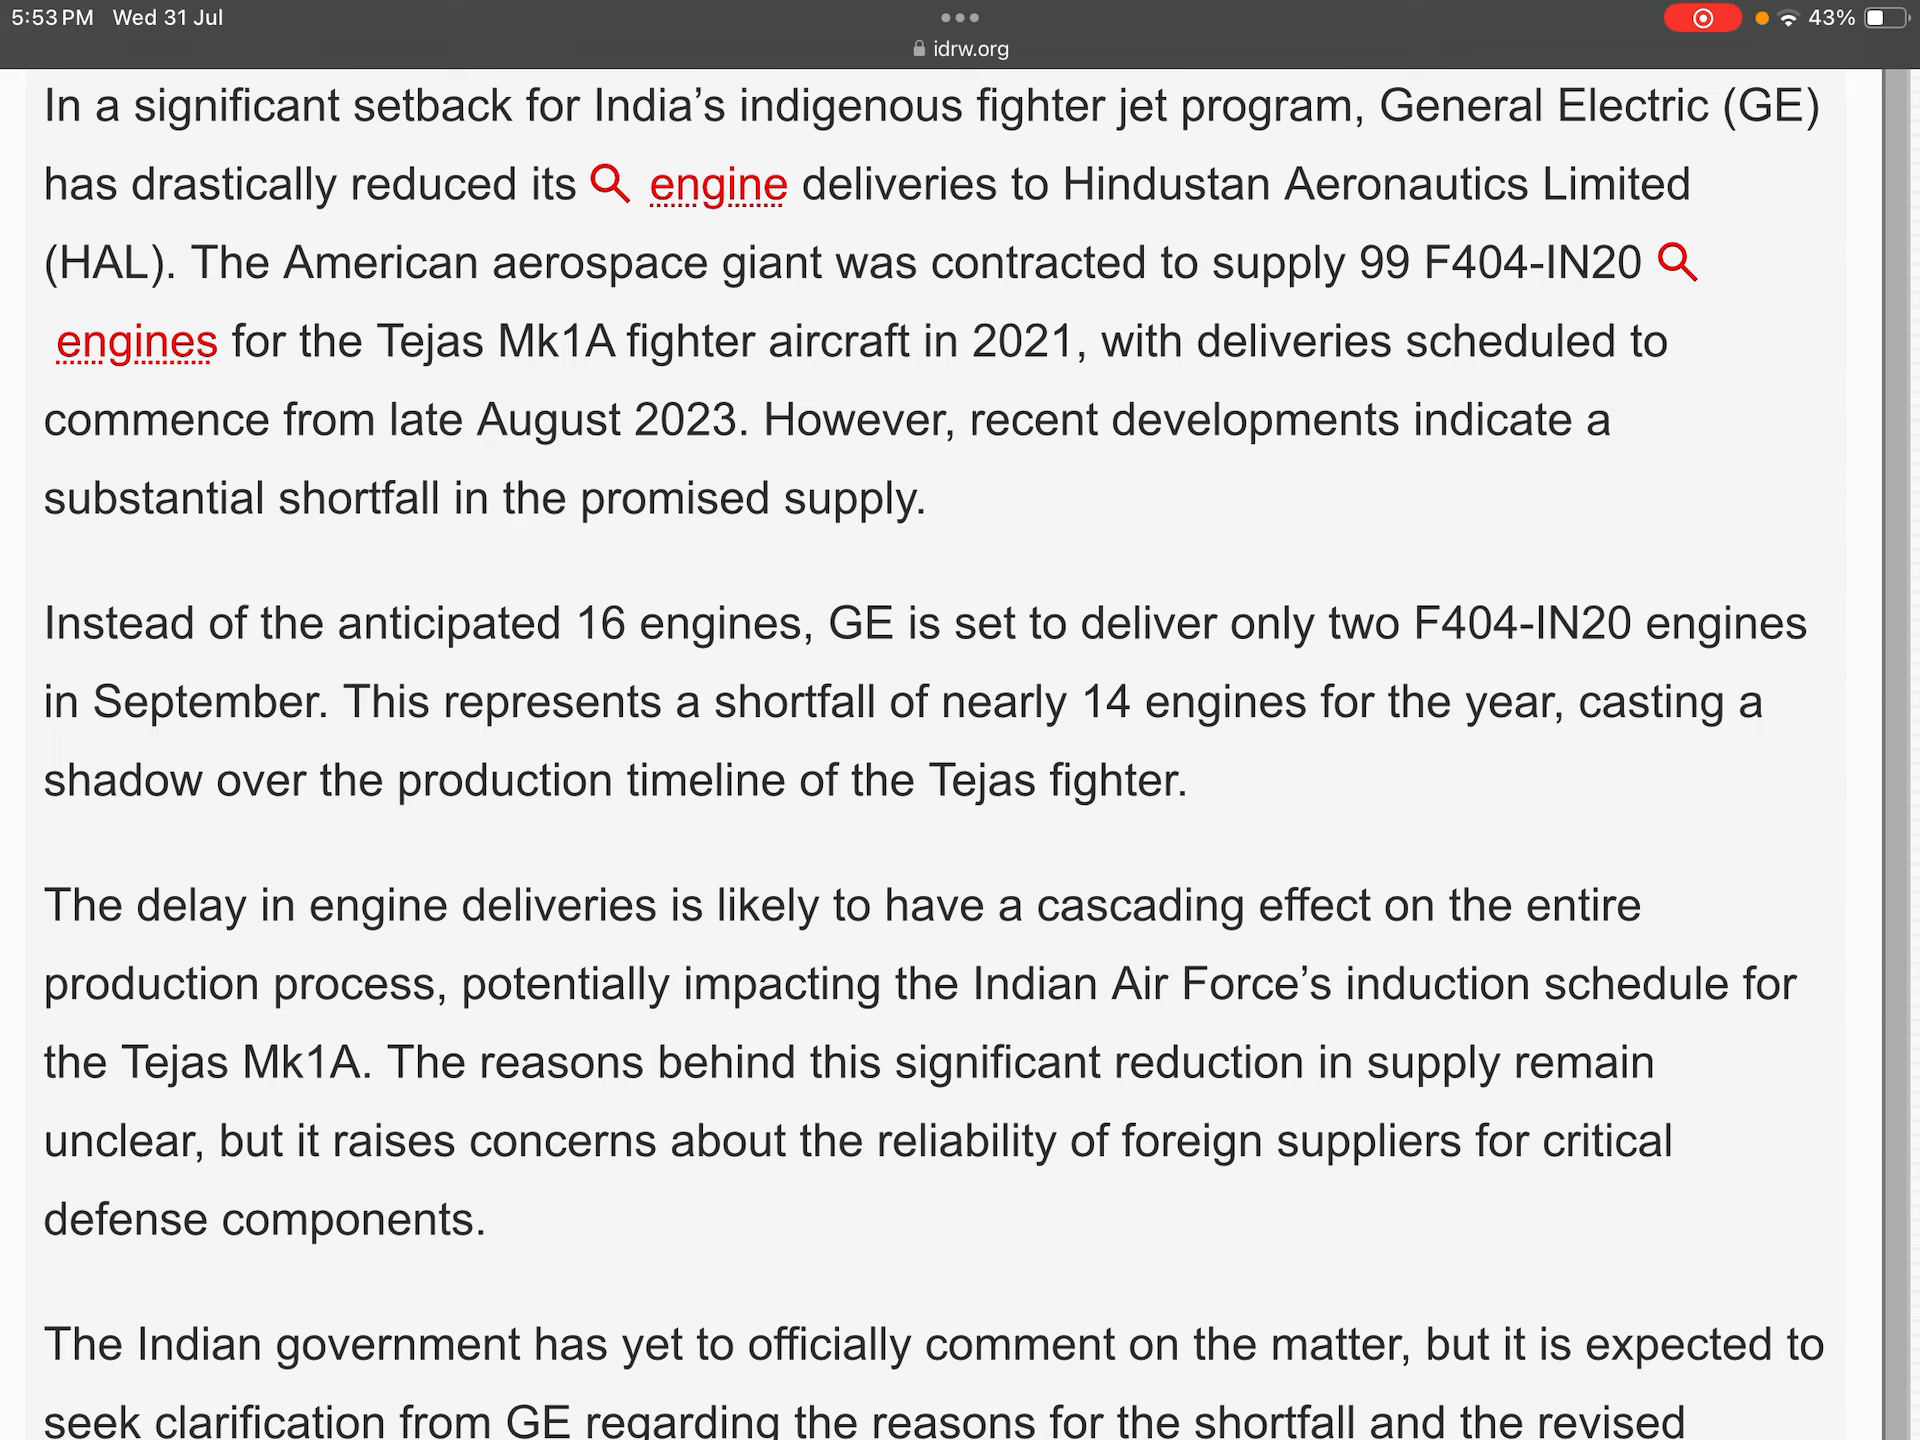 5:53 PM Wed 31 Jul
43%
idrw.org
In a significant setback for India’s indigenous fighter jet program, General Electric (GE)
has drastically reduced its engine deliveries to Hindustan Aeronautics Limited
(HAL). The American aerospace giant was contracted to supply 99 F404-IN20
engines for the Tejas Mk1A fighter aircraft in 2021, with deliveries scheduled to
commence from late August 2023. However, recent developments indicate a
substantial shortfall in the promised supply.
Instead of the anticipated 16 engines, GE is set to deliver only two F404-IN20 engines
in September. This represents a shortfall of nearly 14 engines for the year, casting a
shadow over the production timeline of the Tejas fighter.
The delay in engine deliveries is likely to have a cascading effect on the entire
production process, potentially impacting the Indian Air Force’s induction schedule for
the Tejas Mk1A. The reasons behind this significant reduction in supply remain
unclear, but it raises concerns about the reliability of foreign suppliers for critical
defense components.
The Indian government has yet to officially comment on the matter, but it is expected to
seek clarification from GE regarding the reasons for the shortfall and the revised